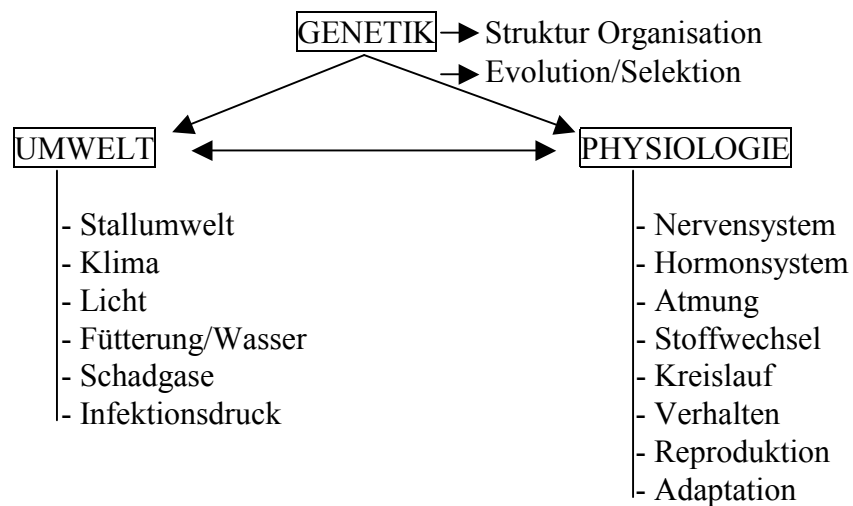 GENETIK Struktur Organisation
Evolution/Selektion
UMWELT PHYSIOLOGIE
- Stallumwelt
- Klima
- Licht
- Fütterung/Wasser
- Schadgase
- Infektionsdruck
- Nervensystem
- Hormonsystem
- Atmung
- Stoffwechsel
- Kreislauf
- Verhalten
- Reproduktion
- Adaptation